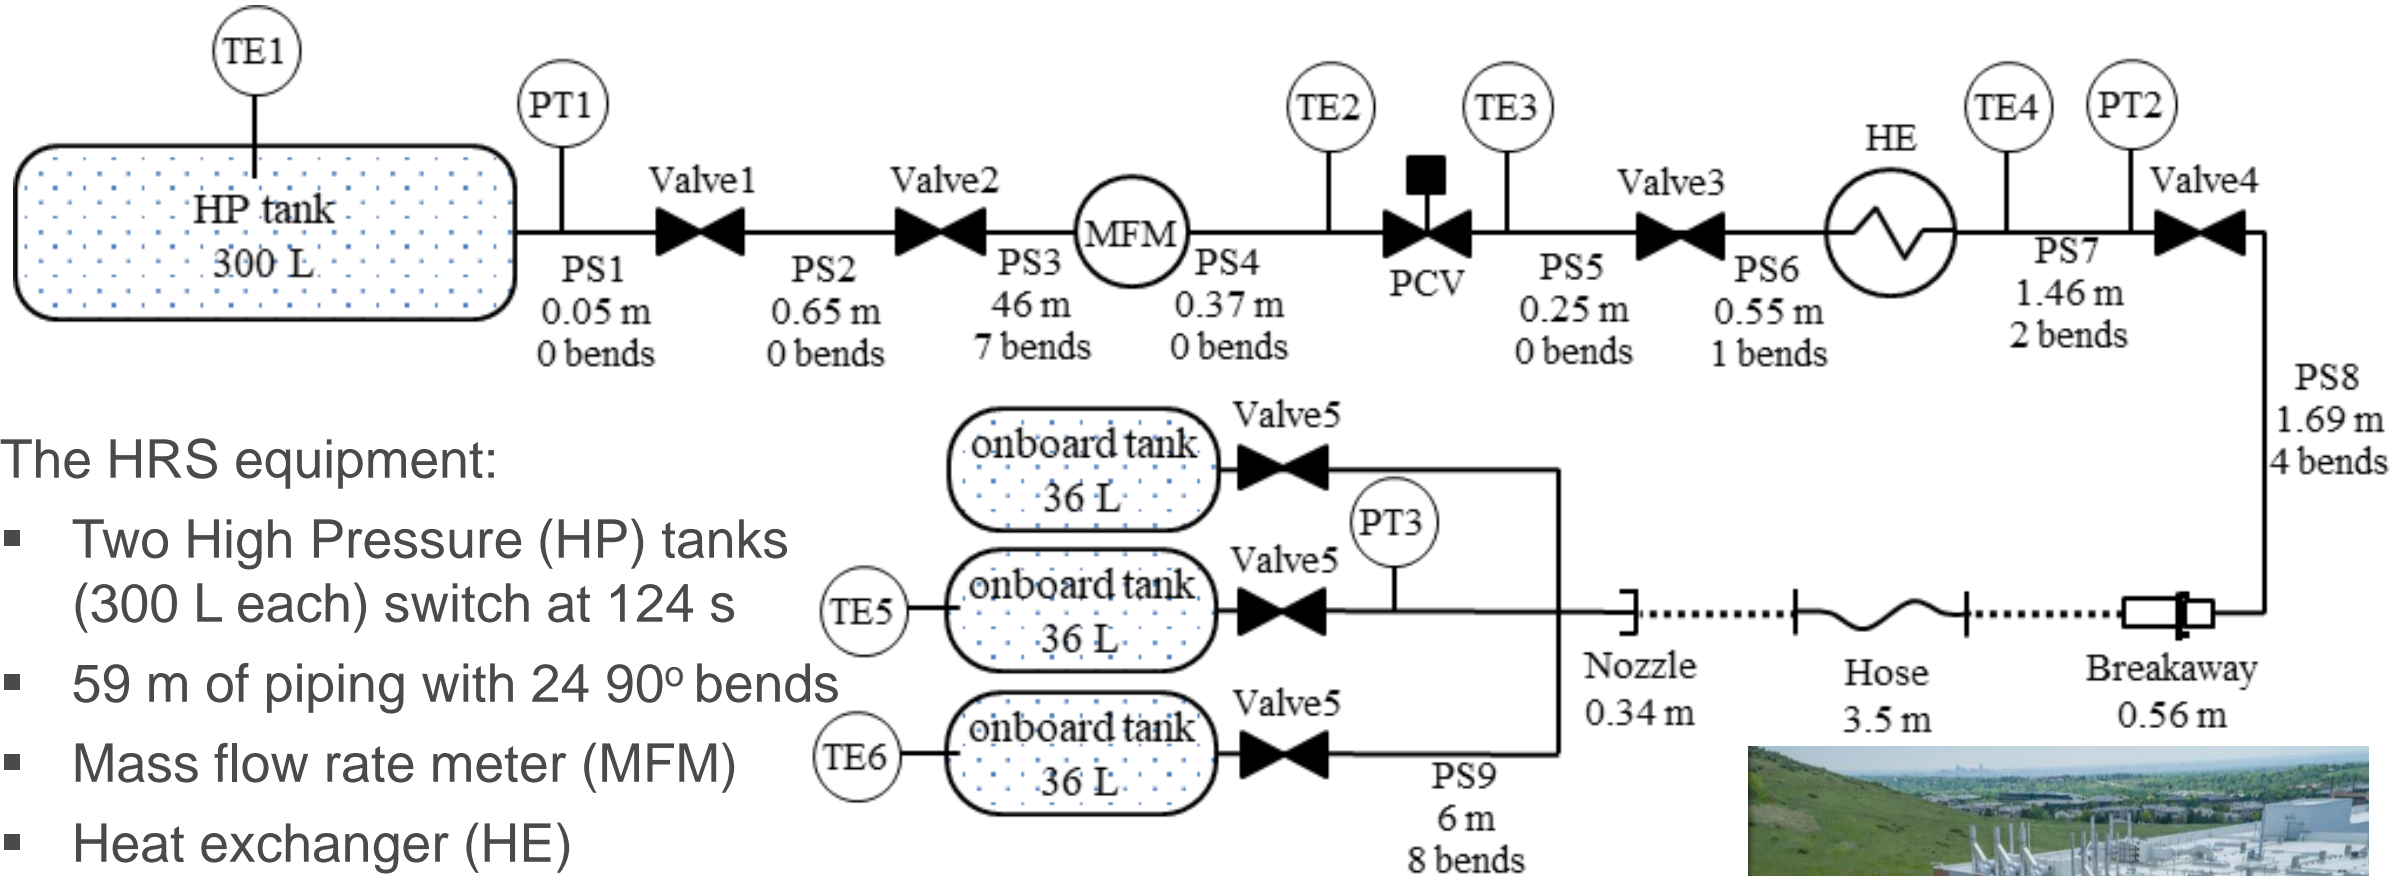 TE1
PT1
TE2
TE3
TE4
PT2
HE
Valve1
Valve2
Valve3
Valve4
HP tank
300 L
MFM
PCV
PS1
0.05 m
0 bends
PS2
0.65 m
0 bends
PS3
46 m
7 bends
PS4
0.37 m
0 bends
PS5
0.25 m
0 bends
PS6
0.55 m
1 bends
PS7
1.46 m
2 bends
PS8
1.69 m
4 bends
onboard tank
36 L
Valve5
PT3
TE5
onboard tank
36 L
Valve5
TE6
onboard tank
36 L
Valve5
PS9
6 m
8 bends
Nozzle
0.34 m
Hose
3.5 m
Breakaway
0.56 m
The HRS equipment:
▪ Two High Pressure (HP) tanks
(300 L each) switch at 124 s
▪ 59 m of piping with 24 90º bends
▪ Mass flow rate meter (MFM)
▪ Heat exchanger (HE)